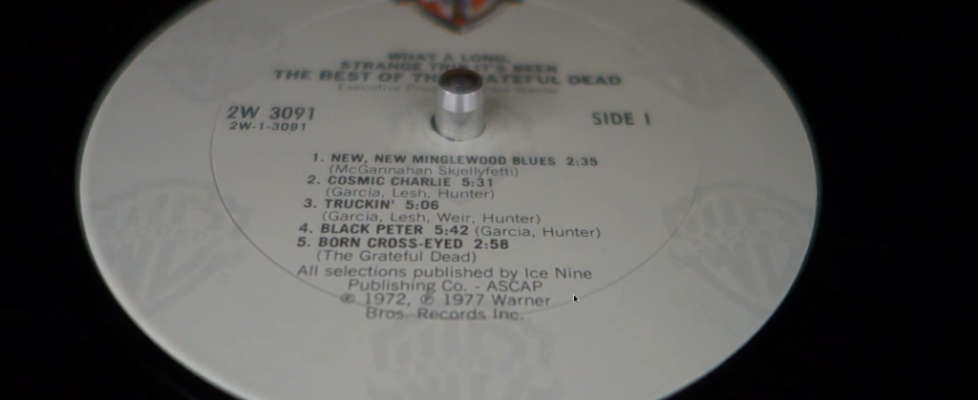 WHAT A LONG,
STRANGE TRIP IT'S BEEN
THE BEST OF THE GRATEFUL DEAD
Executive
2W 3091
2W-1-3091
SIDE 1
1. NEW, NEW MINGLEWOOD BLUES 2:35
(McGannahan Skjellyfetti)
2. COSMIC CHARLIE 5:31
(Garcia, Lesh, Hunter)
3. TRUCKIN' 5:06
(Garcia, Lesh, Weir, Hunter)
4. BLACK PETER 5:42 (Garcia, Hunter)
5. BORN CROSS-EYED 2:58
(The Grateful Dead)
All selections published by Ice Nine
Publishing Co. - ASCAP
℗ 1972, ℗ 1977 Warner
Bros. Records Inc.